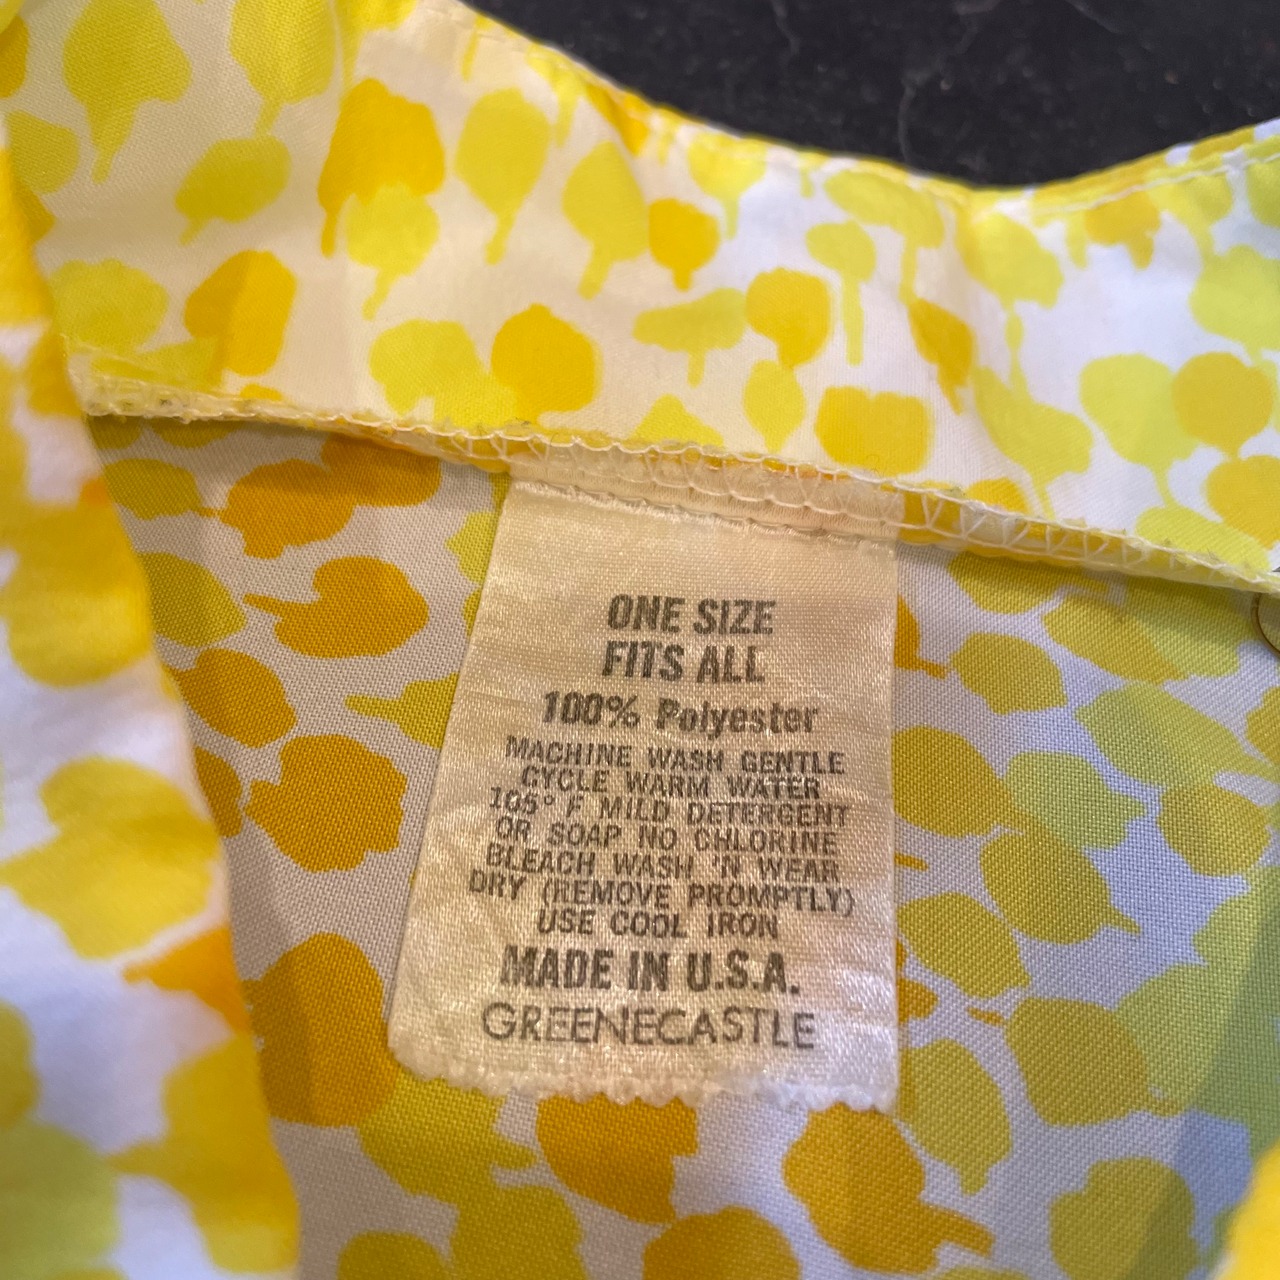 ONE SIZE
FITS ALL
100% Polyester
MACHINE WASH GENTLE
CYCLE WARM WATER
105° F MILD DETERGENT
OR SOAP NO CHLORINE
BLEACH WASH 'N WEAR
DRY (REMOVE PROMPTLY)
USE COOL IRON
MADE IN U.S.A.
GREENECASTLE